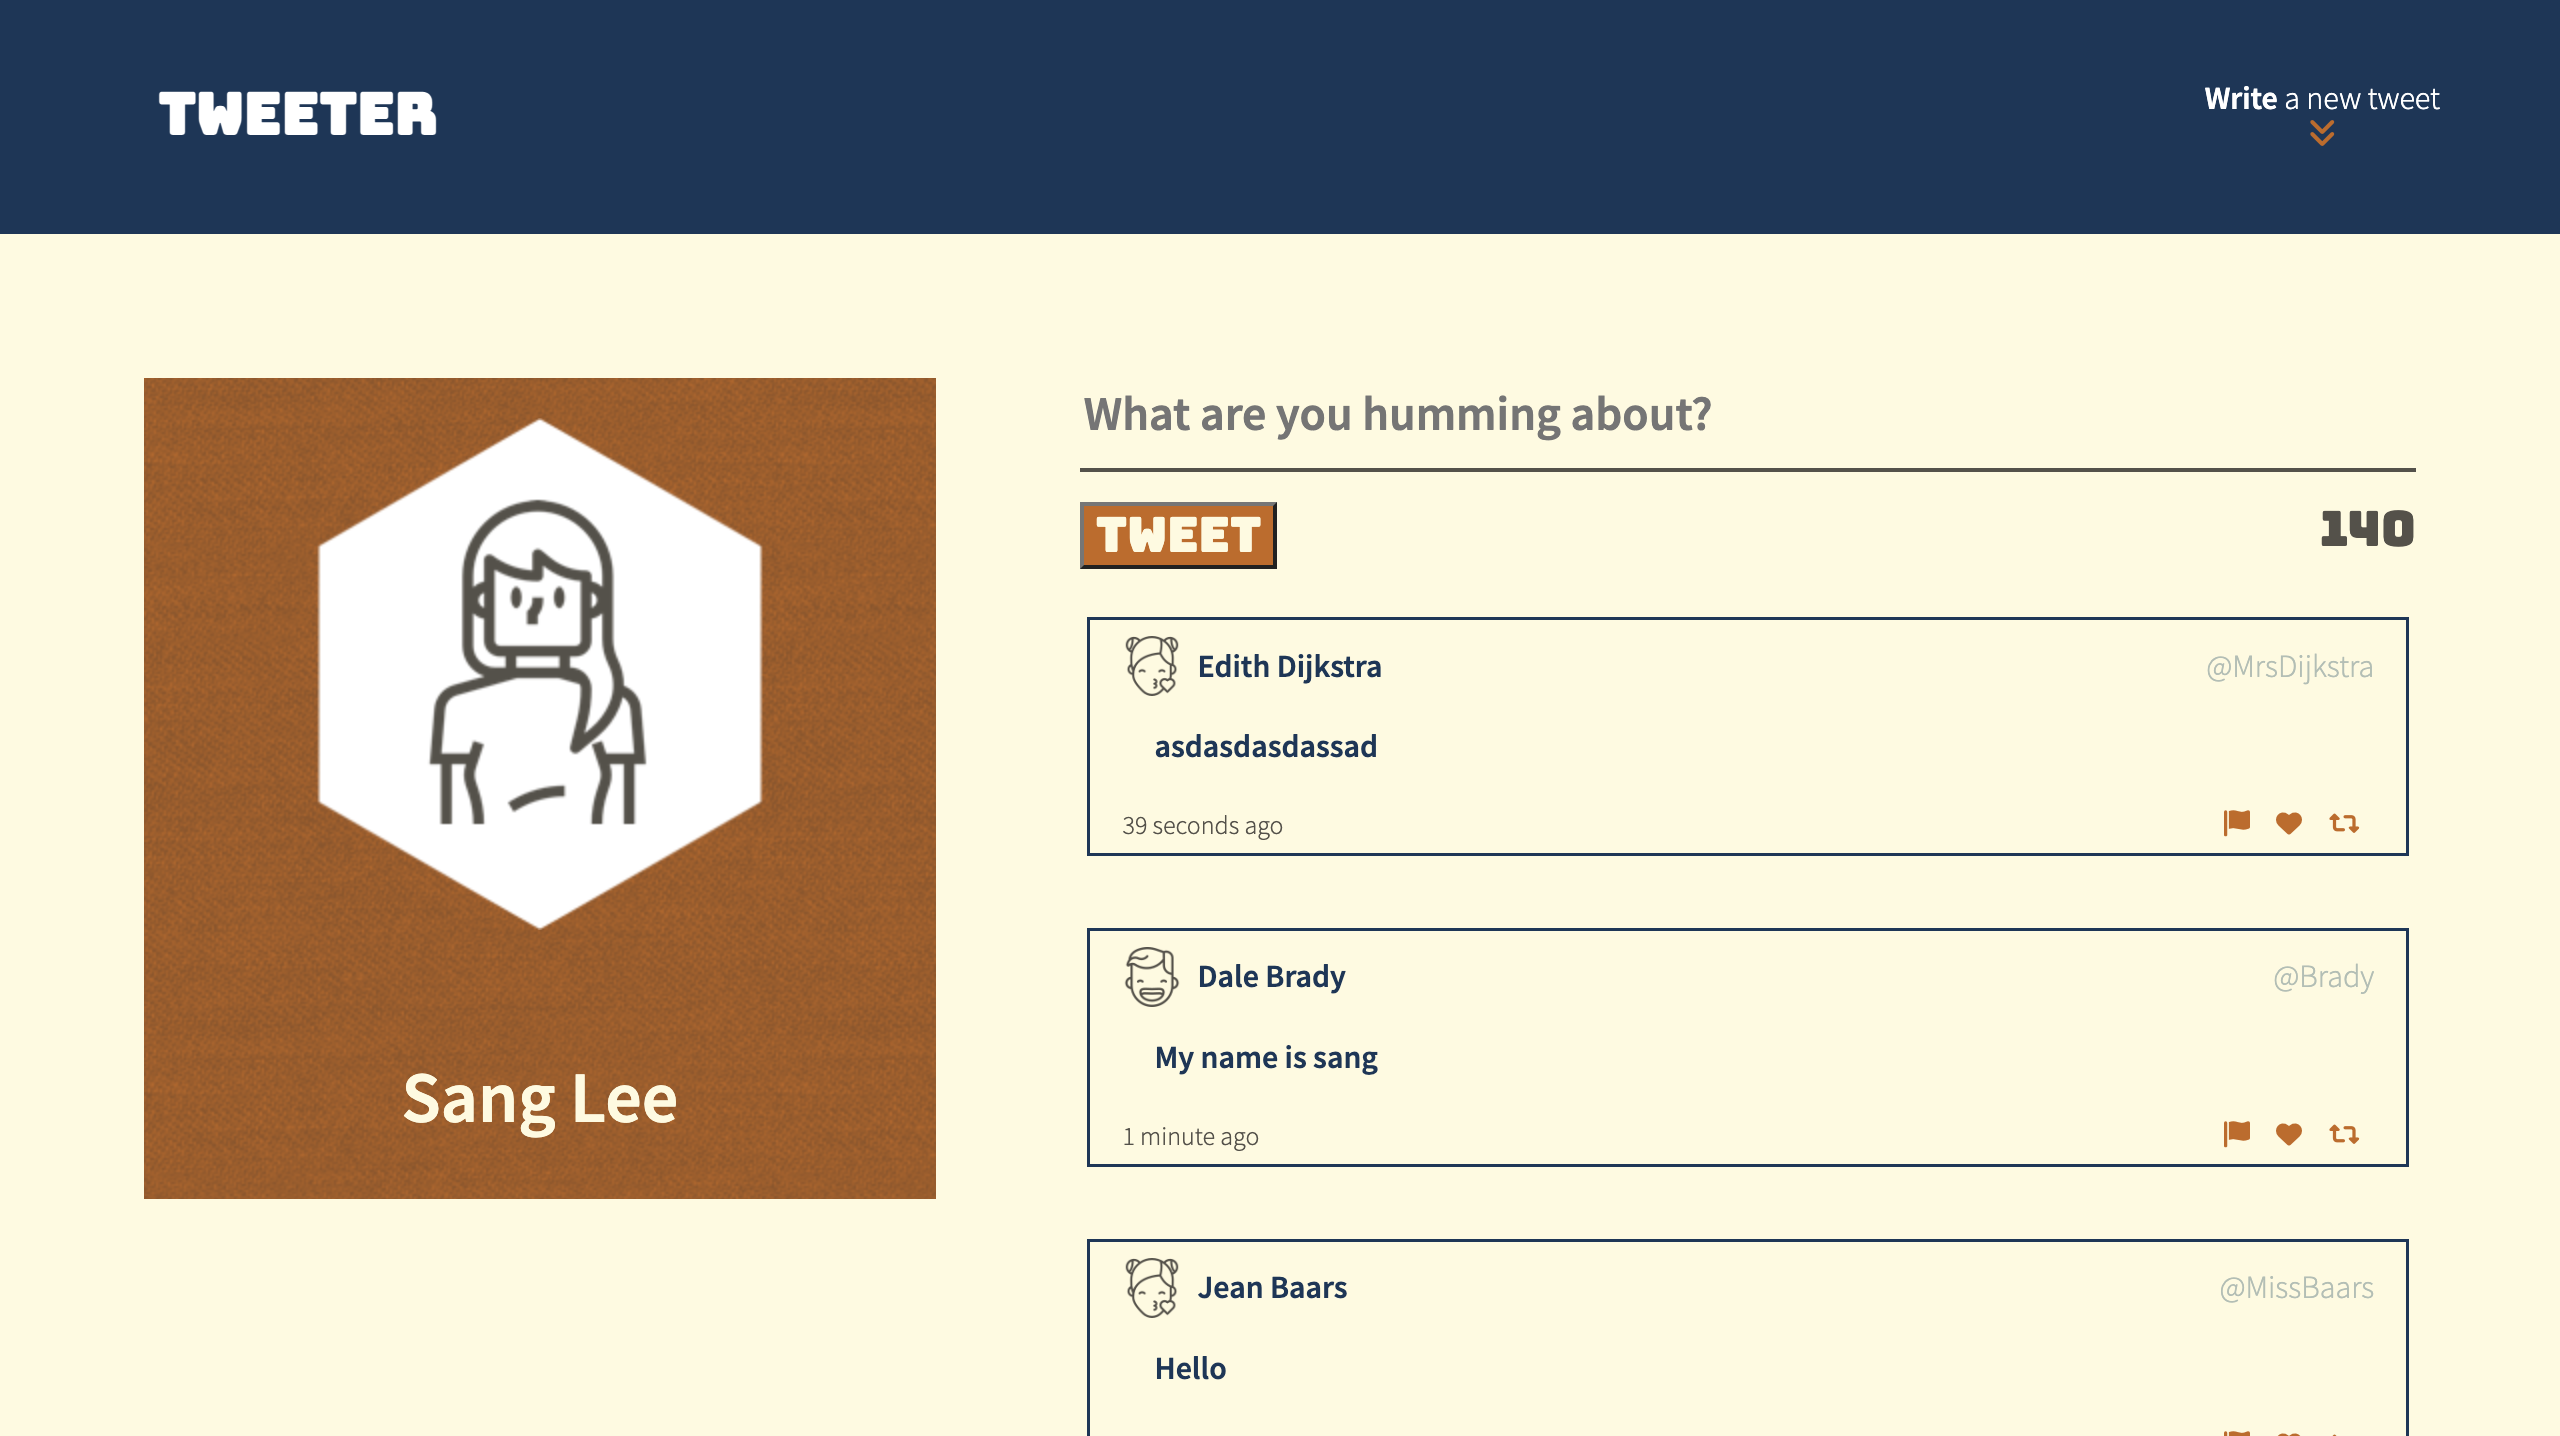 TWEETER
Write a new tweet
Sang Lee
What are you humming about?
TWEET
140
Edith Dijkstra
@MrsDijkstra
asdasdasdassad
39 seconds ago
Dale Brady
@Brady
My name is sang
1 minute ago
Jean Baars
@MissBaars
Hello